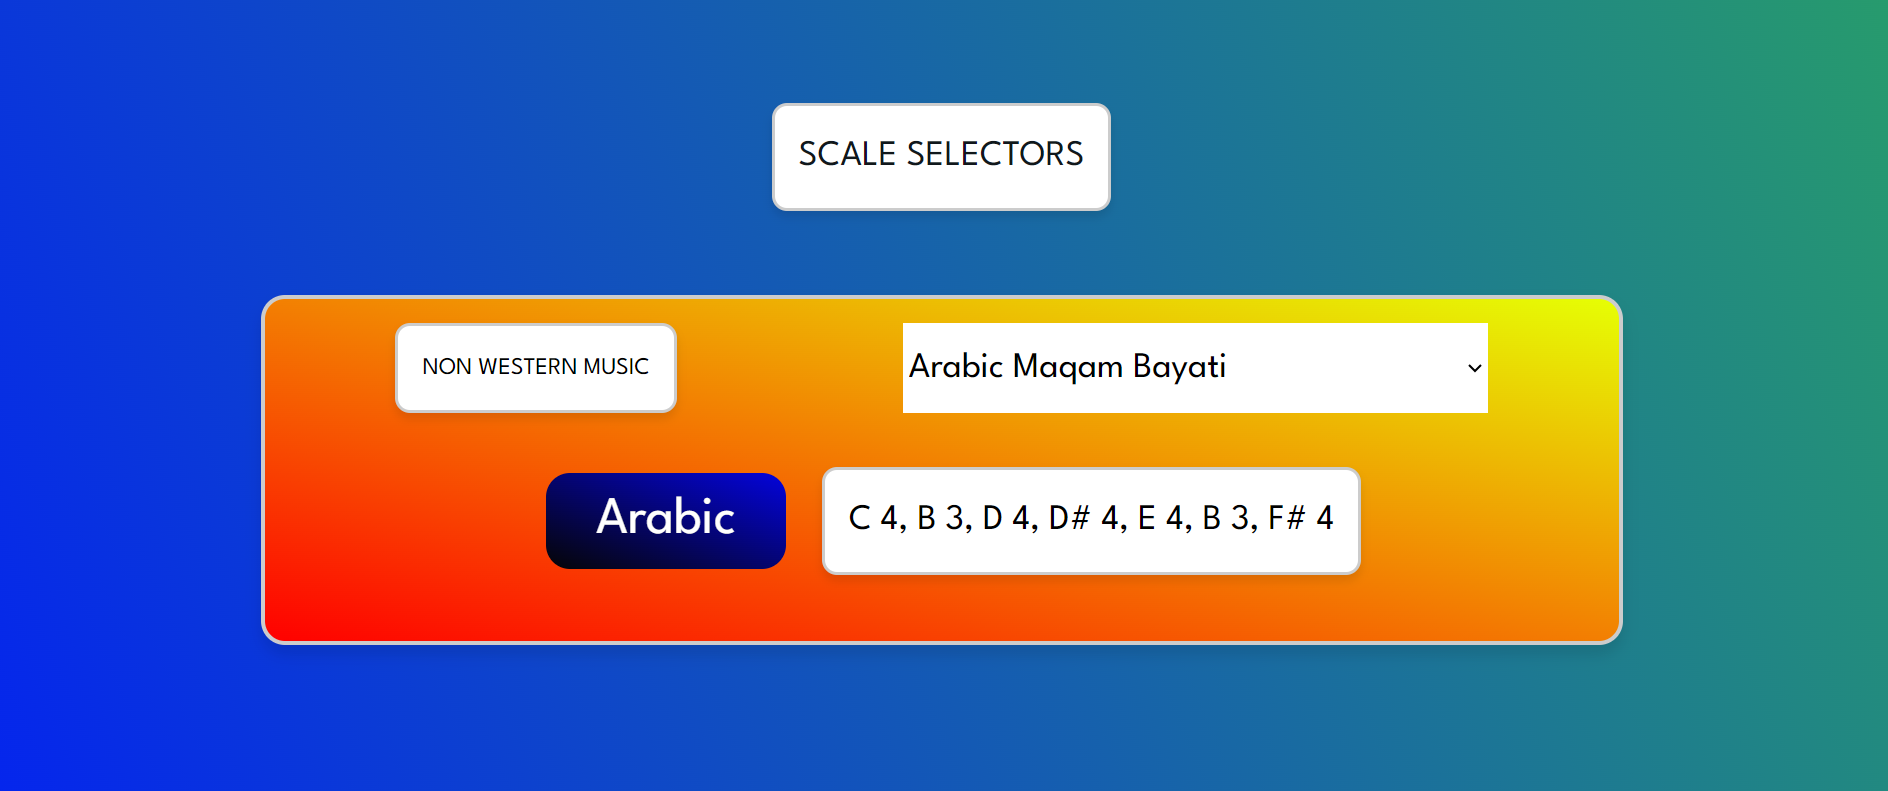 SCALE SELECTORS
NON WESTERN MUSIC
Arabic Maqam Bayati
Arabic
C 4, B 3, D 4, D# 4, E 4, B 3, F# 4